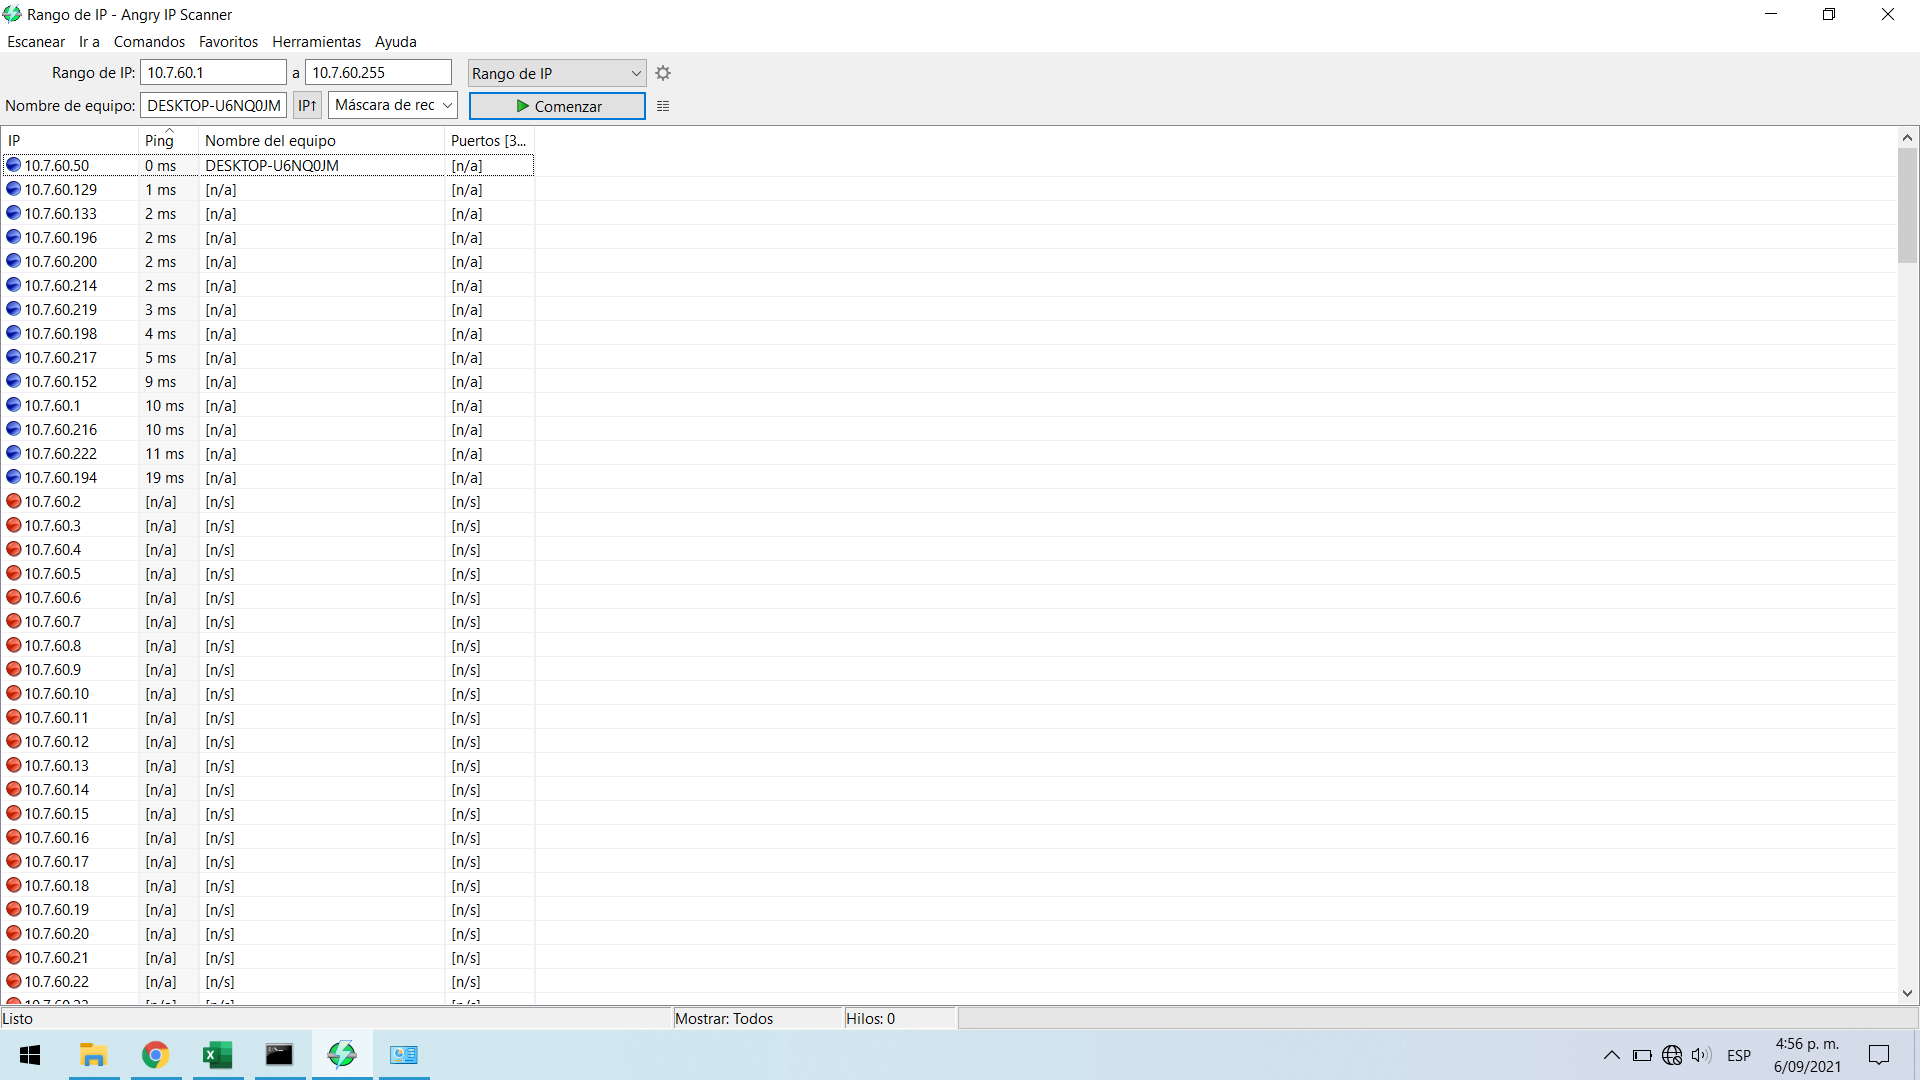 Rango de IP - Angry IP Scanner
Escanear Ir a Comandos Favoritos Herramientas Ayuda
Rango de IP: 10.7.60.1 a 10.7.60.255 Rango de IP
Nombre de equipo: DESKTOP-U6NQ0JM IP↑ Máscara de rec Comenzar
IP Ping Nombre del equipo Puertos [3...
10.7.60.50 0 ms DESKTOP-U6NQ0JM [n/a]
10.7.60.129 1 ms [n/a] [n/a]
10.7.60.133 2 ms [n/a] [n/a]
10.7.60.196 2 ms [n/a] [n/a]
10.7.60.200 2 ms [n/a] [n/a]
10.7.60.214 2 ms [n/a] [n/a]
10.7.60.219 3 ms [n/a] [n/a]
10.7.60.198 4 ms [n/a] [n/a]
10.7.60.217 5 ms [n/a] [n/a]
10.7.60.152 9 ms [n/a] [n/a]
10.7.60.1 10 ms [n/a] [n/a]
10.7.60.216 10 ms [n/a] [n/a]
10.7.60.222 11 ms [n/a] [n/a]
10.7.60.194 19 ms [n/a] [n/a]
10.7.60.2 [n/a] [n/s] [n/s]
10.7.60.3 [n/a] [n/s] [n/s]
10.7.60.4 [n/a] [n/s] [n/s]
10.7.60.5 [n/a] [n/s] [n/s]
10.7.60.6 [n/a] [n/s] [n/s]
10.7.60.7 [n/a] [n/s] [n/s]
10.7.60.8 [n/a] [n/s] [n/s]
10.7.60.9 [n/a] [n/s] [n/s]
10.7.60.10 [n/a] [n/s] [n/s]
10.7.60.11 [n/a] [n/s] [n/s]
10.7.60.12 [n/a] [n/s] [n/s]
10.7.60.13 [n/a] [n/s] [n/s]
10.7.60.14 [n/a] [n/s] [n/s]
10.7.60.15 [n/a] [n/s] [n/s]
10.7.60.16 [n/a] [n/s] [n/s]
10.7.60.17 [n/a] [n/s] [n/s]
10.7.60.18 [n/a] [n/s] [n/s]
10.7.60.19 [n/a] [n/s] [n/s]
10.7.60.20 [n/a] [n/s] [n/s]
10.7.60.21 [n/a] [n/s] [n/s]
10.7.60.22 [n/a] [n/s] [n/s]
Listo Mostrar: Todos Hilos: 0
ESP 4:56 p. m.
6/09/2021